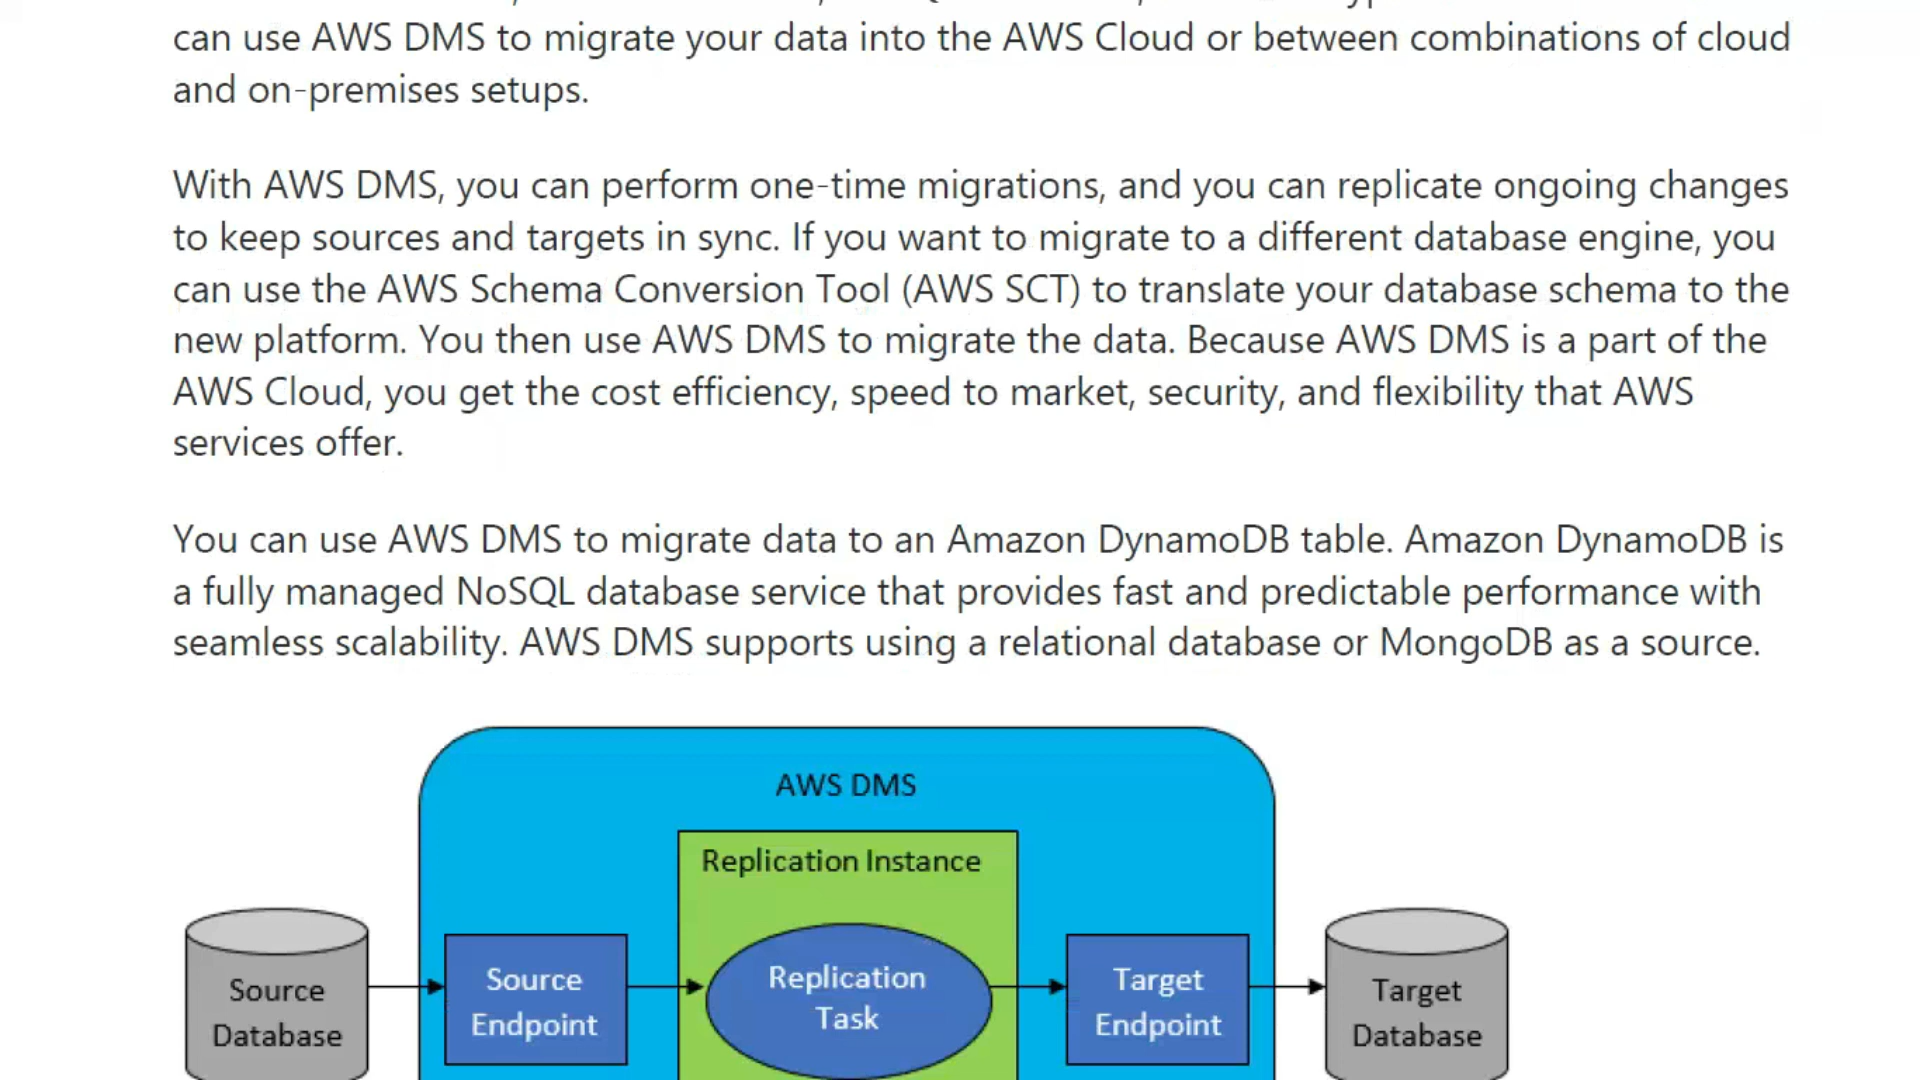 can use AWS DMS to migrate your data into the AWS Cloud or between combinations of cloud
and on-premises setups.
With AWS DMS, you can perform one-time migrations, and you can replicate ongoing changes
to keep sources and targets in sync. If you want to migrate to a different database engine, you
can use the AWS Schema Conversion Tool (AWS SCT) to translate your database schema to the
new platform. You then use AWS DMS to migrate the data. Because AWS DMS is a part of the
AWS Cloud, you get the cost efficiency, speed to market, security, and flexibility that AWS
services offer.
You can use AWS DMS to migrate data to an Amazon DynamoDB table. Amazon DynamoDB is
a fully managed NoSQL database service that provides fast and predictable performance with
seamless scalability. AWS DMS supports using a relational database or MongoDB as a source.
AWS DMS
Replication Instance
Source
Database
Source
Endpoint
Replication
Task
Target
Endpoint
Target
Database